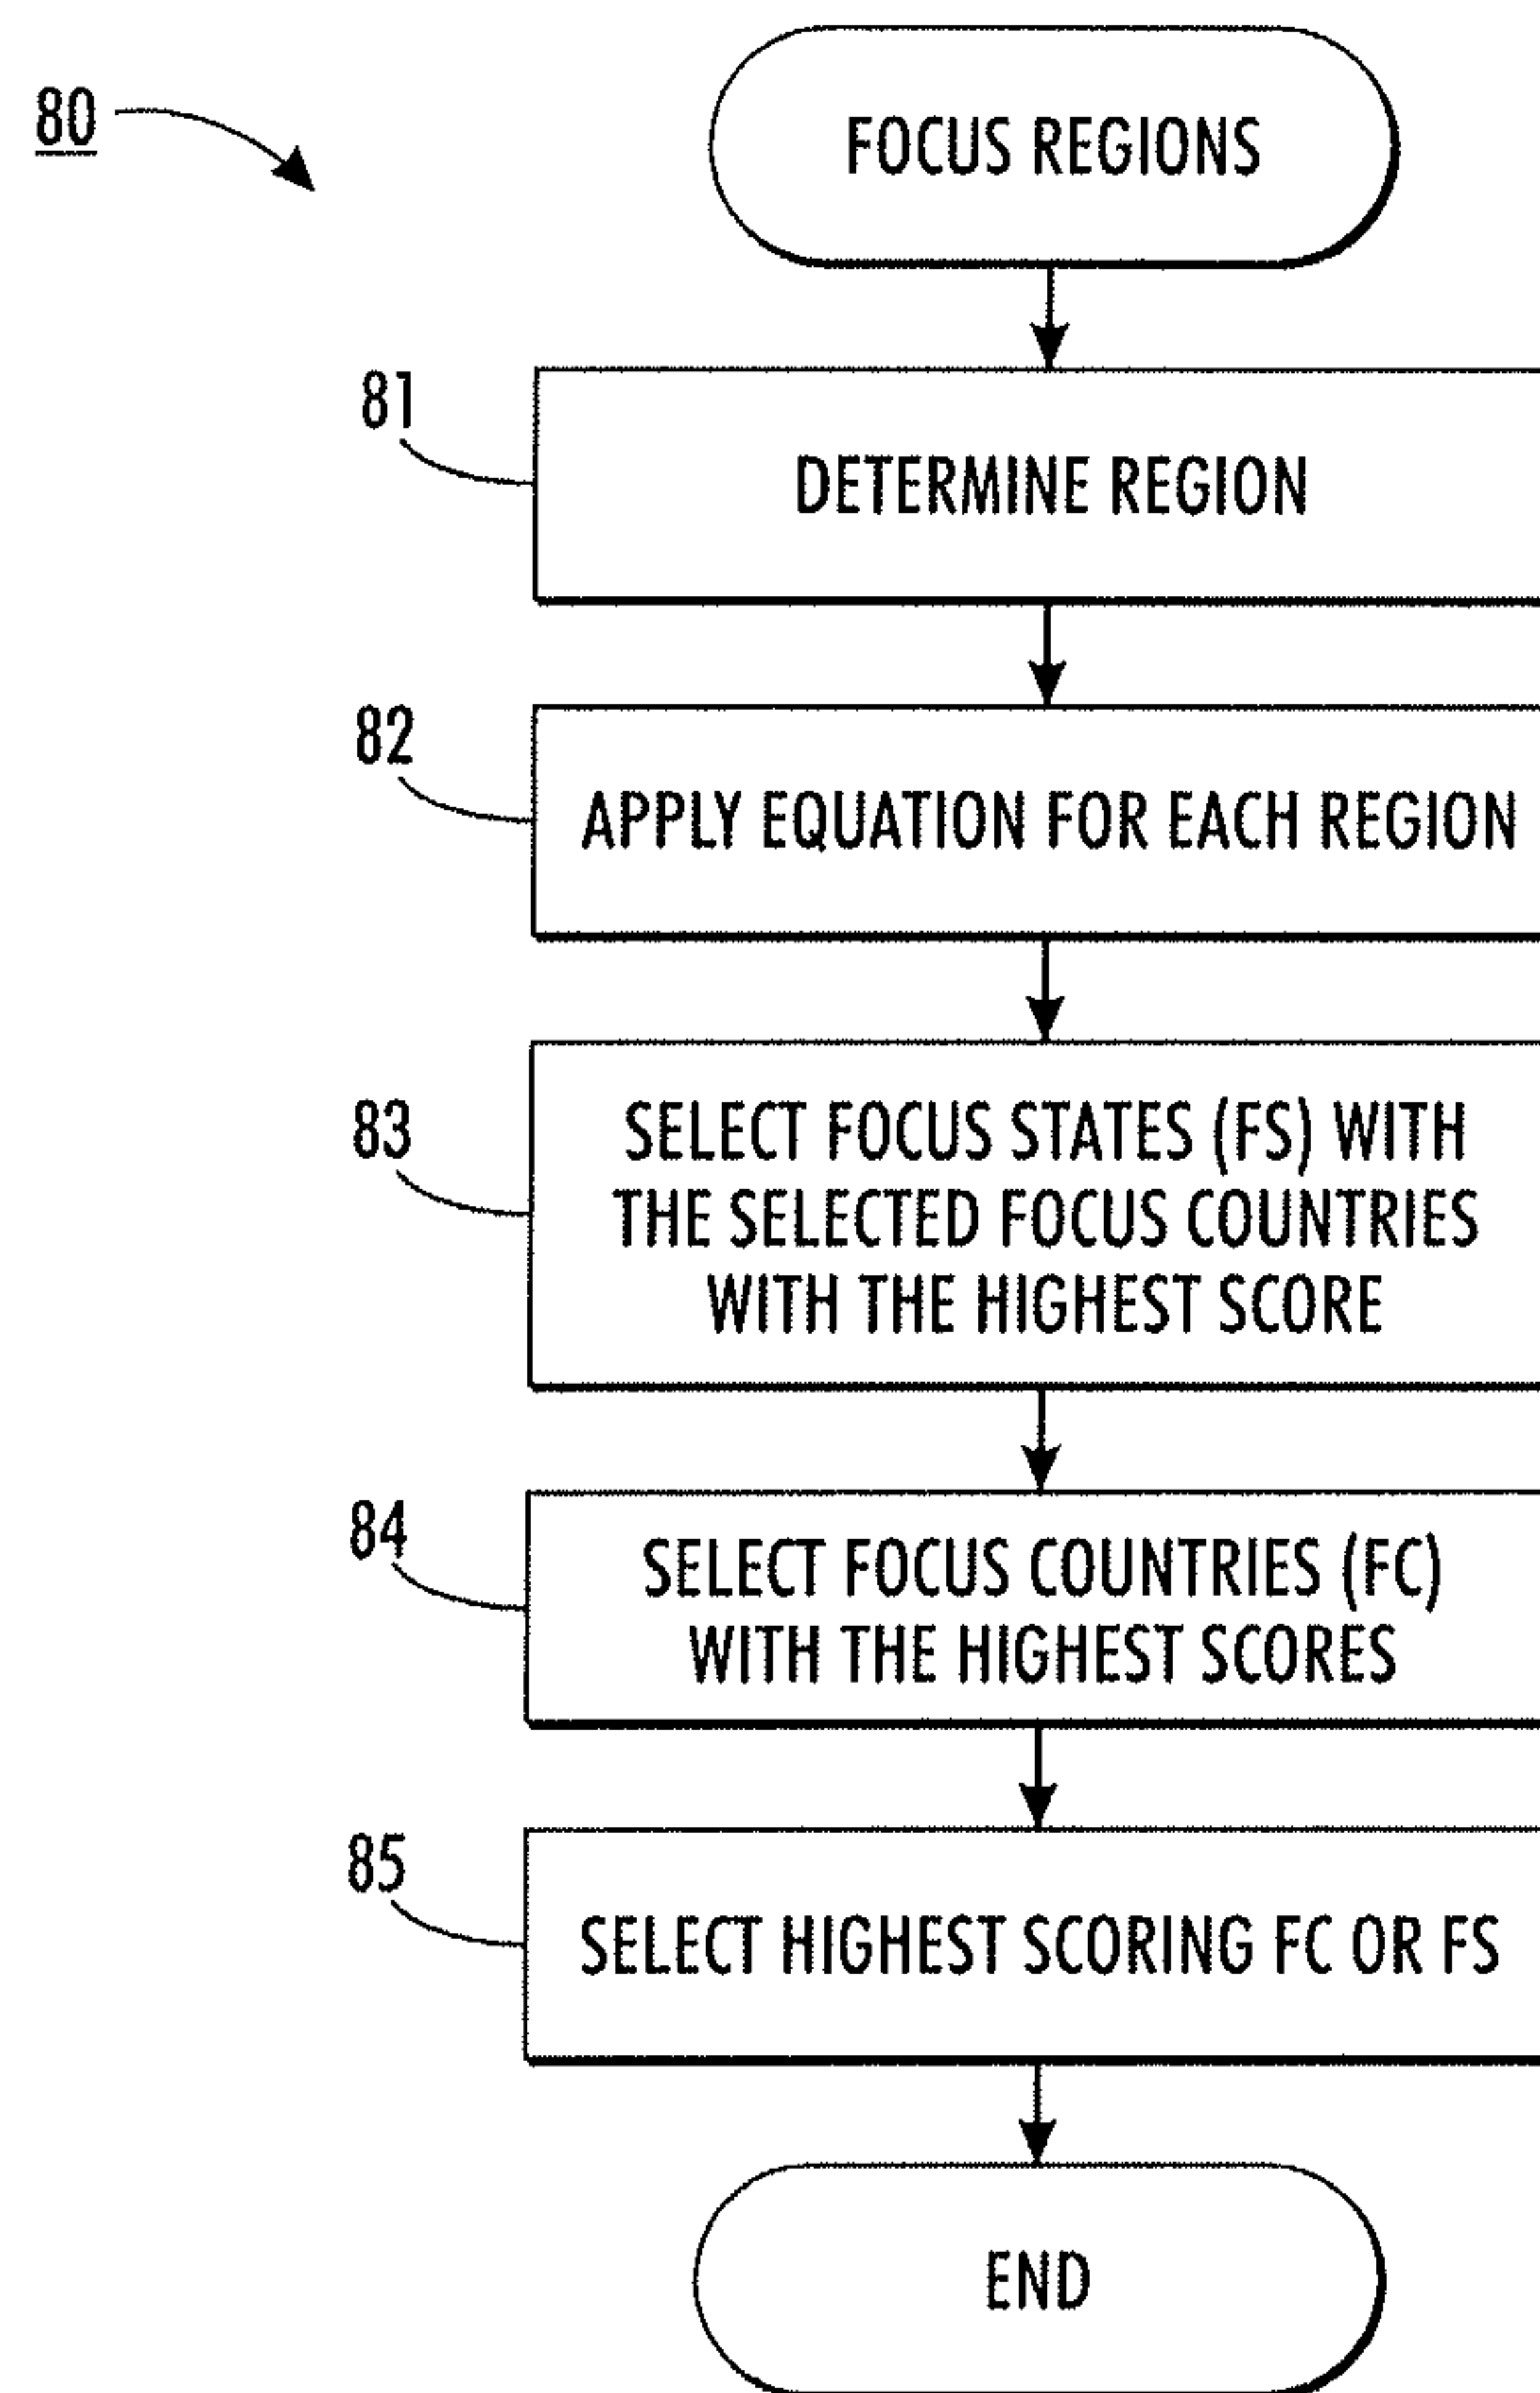 80
FOCUS REGIONS
81
DETERMINE REGION
82
APPLY EQUATION FOR EACH REGION
83
SELECT FOCUS STATES (FS) WITH
THE SELECTED FOCUS COUNTRIES
WITH THE HIGHEST SCORE
84
SELECT FOCUS COUNTRIES (FC)
WITH THE HIGHEST SCORES
85
SELECT HIGHEST SCORING FC OR FS
END